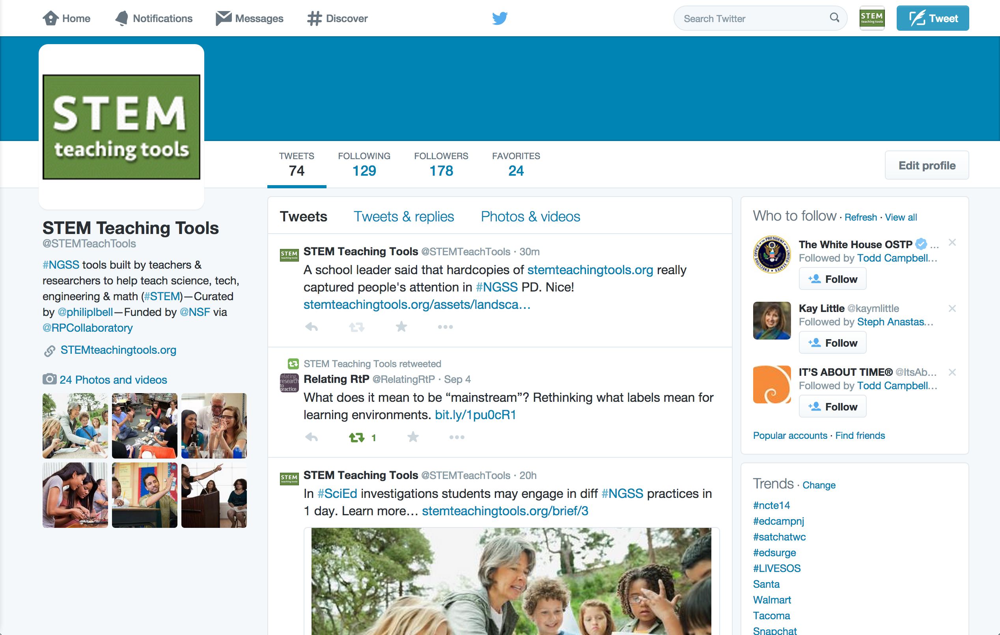 Home
Notifications
Messages
Discover
Search Twitter
STEM
teaching tools
Tweet
STEM
teaching tools
TWEETS
74
FOLLOWING
129
FOLLOWERS
178
FAVORITES
24
Edit profile
STEM Teaching Tools
@STEMTeachTools
#NGSS tools built by teachers &
researchers to help teach science, tech,
engineering & math (#STEM)—Curated
by @philiplbell—Funded by @NSF via
@RPCollaboratory
STEMteachingtools.org
24 Photos and videos
Tweets
Tweets & replies
Photos & videos
STEM
teaching tools
STEM Teaching Tools @STEMTeachTools · 30m
A school leader said that hardcopies of stemteachingtools.org really
captured people's attention in #NGSS PD. Nice!
stemteachingtools.org/assets/landsca…
STEM Teaching Tools retweeted
relating
research
to
practice
Relating RtP @RelatingRtP · Sep 4
What does it mean to be “mainstream”? Rethinking what labels mean for
learning environments. bit.ly/1pu0cR1
1
STEM
teaching tools
STEM Teaching Tools @STEMTeachTools · 20h
In #SciEd investigations students may engage in diff #NGSS practices in
1 day. Learn more… stemteachingtools.org/brief/3
Who to follow · Refresh · View all
The White House OSTP …
Followed by Todd Campbell…
Follow
Kay Little @kaymlittle
Followed by Steph Anastas…
Follow
IT’S ABOUT TIME® @ItsAb…
Followed by Todd Campbell…
Follow
Popular accounts · Find friends
Trends · Change
#ncte14
#edcampnj
#satchatwc
#edsurge
#LIVESOS
Santa
Walmart
Tacoma
Snapchat